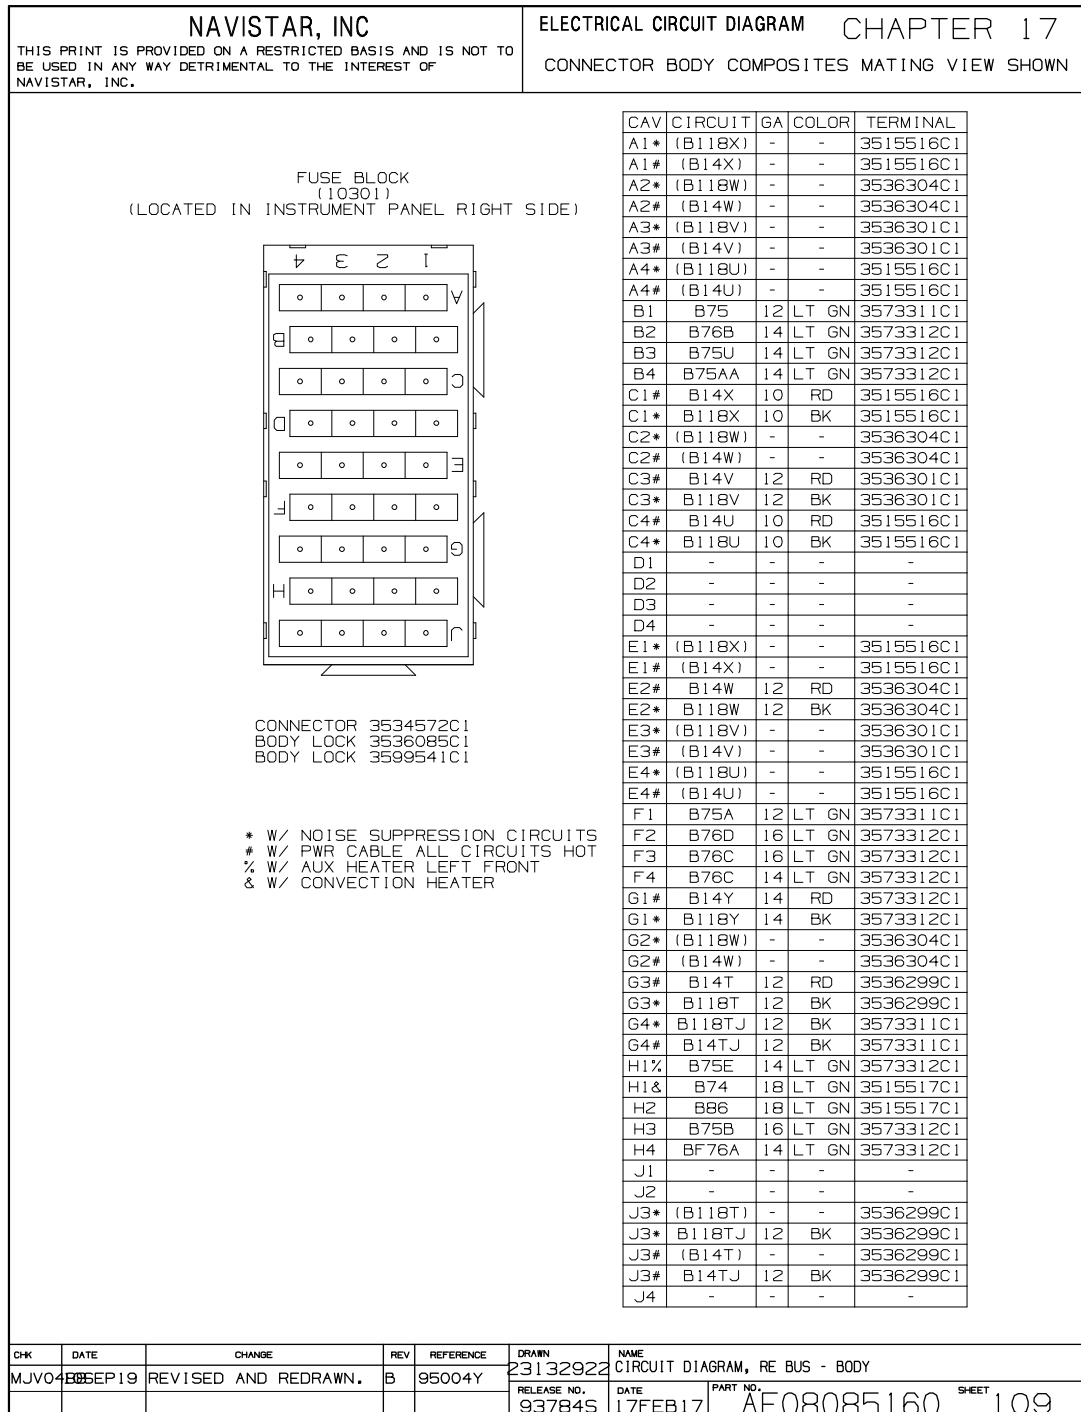 NAVISTAR, INC
THIS PRINT IS PROVIDED ON A RESTRICTED BASIS AND IS NOT TO
BE USED IN ANY WAY DETRIMENTAL TO THE INTEREST OF
NAVISTAR, INC.
ELECTRICAL CIRCUIT DIAGRAM CHAPTER 17
CONNECTOR BODY COMPOSITES MATING VIEW SHOWN
FUSE BLOCK
(10301)
(LOCATED IN INSTRUMENT PANEL RIGHT SIDE)
4 3 2 1
A
B
C
D
E
F
G
H
J
CONNECTOR 3534572C1
BODY LOCK 3536085C1
BODY LOCK 3599541C1
* W/ NOISE SUPPRESSION CIRCUITS
# W/ PWR CABLE ALL CIRCUITS HOT
% W/ AUX HEATER LEFT FRONT
& W/ CONVECTION HEATER
CAV CIRCUIT GA COLOR TERMINAL
A1* (B118X) - - 3515516C1
A1# (B14X) - - 3515516C1
A2* (B118W) - - 3536304C1
A2# (B14W) - - 3536304C1
A3* (B118V) - - 3536301C1
A3# (B14V) - - 3536301C1
A4* (B118U) - - 3515516C1
A4# (B14U) - - 3515516C1
B1 B75 12 LT GN 3573311C1
B2 B76B 14 LT GN 3573312C1
B3 B75U 14 LT GN 3573312C1
B4 B75AA 14 LT GN 3573312C1
C1# B14X 10 RD 3515516C1
C1* B118X 10 BK 3515516C1
C2* (B118W) - - 3536304C1
C2# (B14W) - - 3536304C1
C3# B14V 12 RD 3536301C1
C3* B118V 12 BK 3536301C1
C4# B14U 10 RD 3515516C1
C4* B118U 10 BK 3515516C1
D1 - - - -
D2 - - - -
D3 - - - -
D4 - - - -
E1* (B118X) - - 3515516C1
E1# (B14X) - - 3515516C1
E2# B14W 12 RD 3536304C1
E2* B118W 12 BK 3536304C1
E3* (B118V) - - 3536301C1
E3# (B14V) - - 3536301C1
E4* (B118U) - - 3515516C1
E4# (B14U) - - 3515516C1
F1 B75A 12 LT GN 3573311C1
F2 B76D 16 LT GN 3573312C1
F3 B76C 16 LT GN 3573312C1
F4 B76C 14 LT GN 3573312C1
G1# B14Y 14 RD 3573312C1
G1* B118Y 14 BK 3573312C1
G2* (B118W) - - 3536304C1
G2# (B14W) - - 3536304C1
G3# B14T 12 RD 3536299C1
G3* B118T 12 BK 3536299C1
G4* B118TJ 12 BK 3573311C1
G4# B14TJ 12 BK 3573311C1
H1% B75E 14 LT GN 3573312C1
H1& B74 18 LT GN 3515517C1
H2 B86 18 LT GN 3515517C1
H3 B75B 16 LT GN 3573312C1
H4 BF76A 14 LT GN 3573312C1
J1 - - - -
J2 - - - -
J3* (B118T) - - 3536299C1
J3* B118TJ 12 BK 3536299C1
J3# (B14T) - - 3536299C1
J3# B14TJ 12 BK 3536299C1
J4 - - - -
CHK DATE CHANGE REV REFERENCE
REVISED AND REDRAWN. B 95004Y
DRAWN
23132922
NAME
CIRCUIT DIAGRAM, RE BUS - BODY
RELEASE NO.
93784S
DATE
17FEB17
PART NO.
AE08085160
SHEET
109